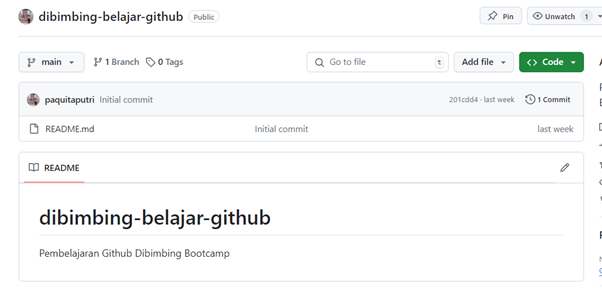 dibimbing-belajar-github Public Pin Unwatch 1
main 1 Branch 0 Tags Go to file t Add file Code
paquitaputri Initial commit 201cdd4 · last week 1 Commit
README.md Initial commit last week
README
dibimbing-belajar-github
Pembelajaran Github Dibimbing Bootcamp